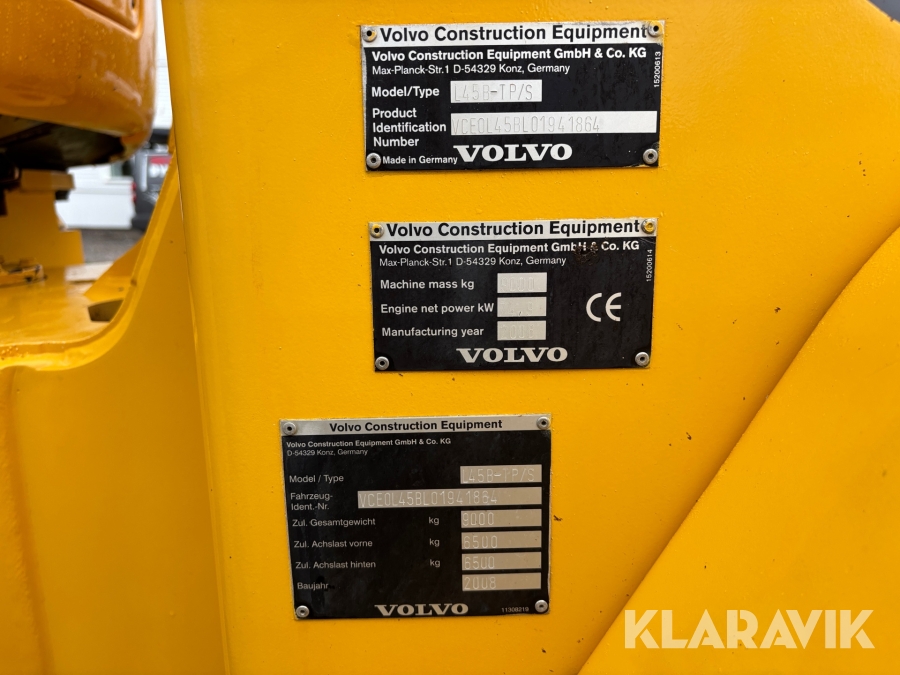 Volvo Construction Equipment
Volvo Construction Equipment GmbH & Co. KG
Max-Planck-Str.1 D-54329 Konz, Germany
Model/Type L45B-TP/S
Product
Identification VCE0L45BL01941864
Number
Made in Germany VOLVO
15200613
Volvo Construction Equipment
Volvo Construction Equipment GmbH & Co. KG
Max-Planck-Str.1 D-54329 Konz, Germany
Machine mass kg
Engine net power kW
Manufacturing year
CE
VOLVO
15200614
Volvo Construction Equipment
Volvo Construction Equipment GmbH & Co. KG
D-54329 Konz, Germany
Model / Type L45B-TP/S
Fahrzeug-
Ident.-Nr. VCE0L45BL01941864
Zul. Gesamtgewicht kg 9000
Zul. Achslast vorne kg 6500
Zul. Achslast hinten kg 6500
Baujahr 2008
VOLVO 11308219
KLARAVIK